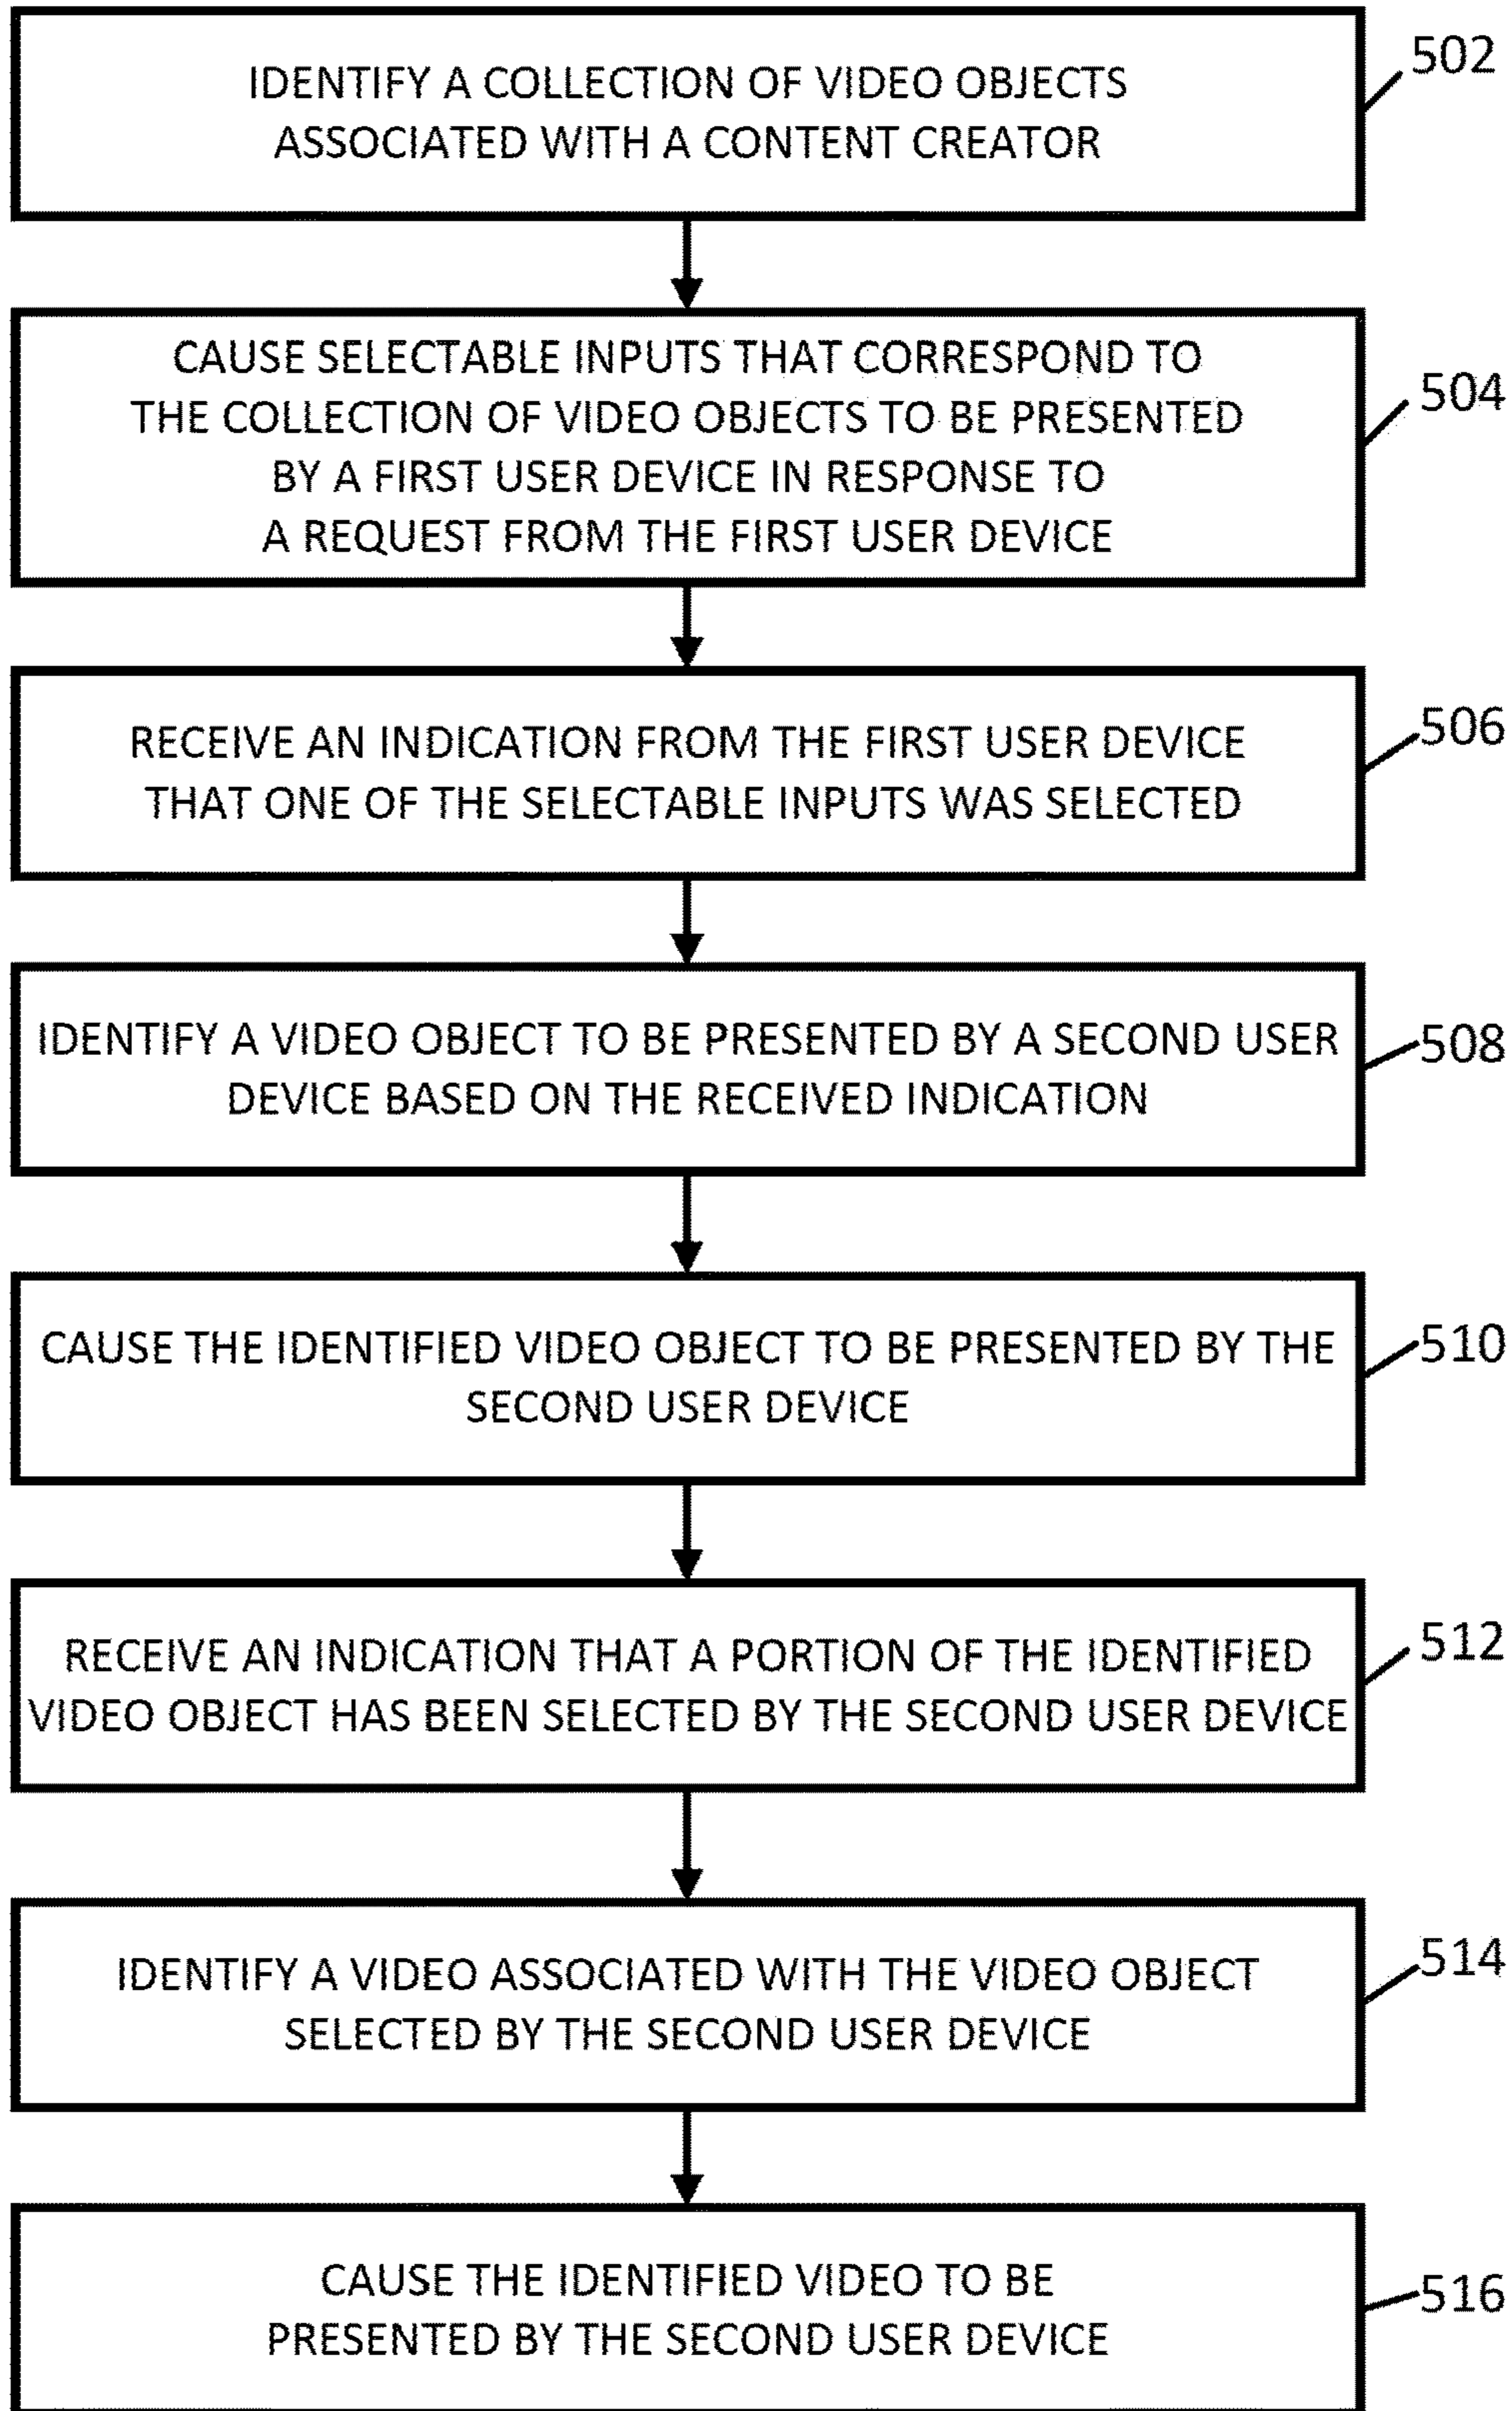 IDENTIFY A COLLECTION OF VIDEO OBJECTS
ASSOCIATED WITH A CONTENT CREATOR
502
CAUSE SELECTABLE INPUTS THAT CORRESPOND TO
THE COLLECTION OF VIDEO OBJECTS TO BE PRESENTED
BY A FIRST USER DEVICE IN RESPONSE TO
A REQUEST FROM THE FIRST USER DEVICE
504
RECEIVE AN INDICATION FROM THE FIRST USER DEVICE
THAT ONE OF THE SELECTABLE INPUTS WAS SELECTED
506
IDENTIFY A VIDEO OBJECT TO BE PRESENTED BY A SECOND USER
DEVICE BASED ON THE RECEIVED INDICATION
508
CAUSE THE IDENTIFIED VIDEO OBJECT TO BE PRESENTED BY THE
SECOND USER DEVICE
510
RECEIVE AN INDICATION THAT A PORTION OF THE IDENTIFIED
VIDEO OBJECT HAS BEEN SELECTED BY THE SECOND USER DEVICE
512
IDENTIFY A VIDEO ASSOCIATED WITH THE VIDEO OBJECT
SELECTED BY THE SECOND USER DEVICE
514
CAUSE THE IDENTIFIED VIDEO TO BE
PRESENTED BY THE SECOND USER DEVICE
516